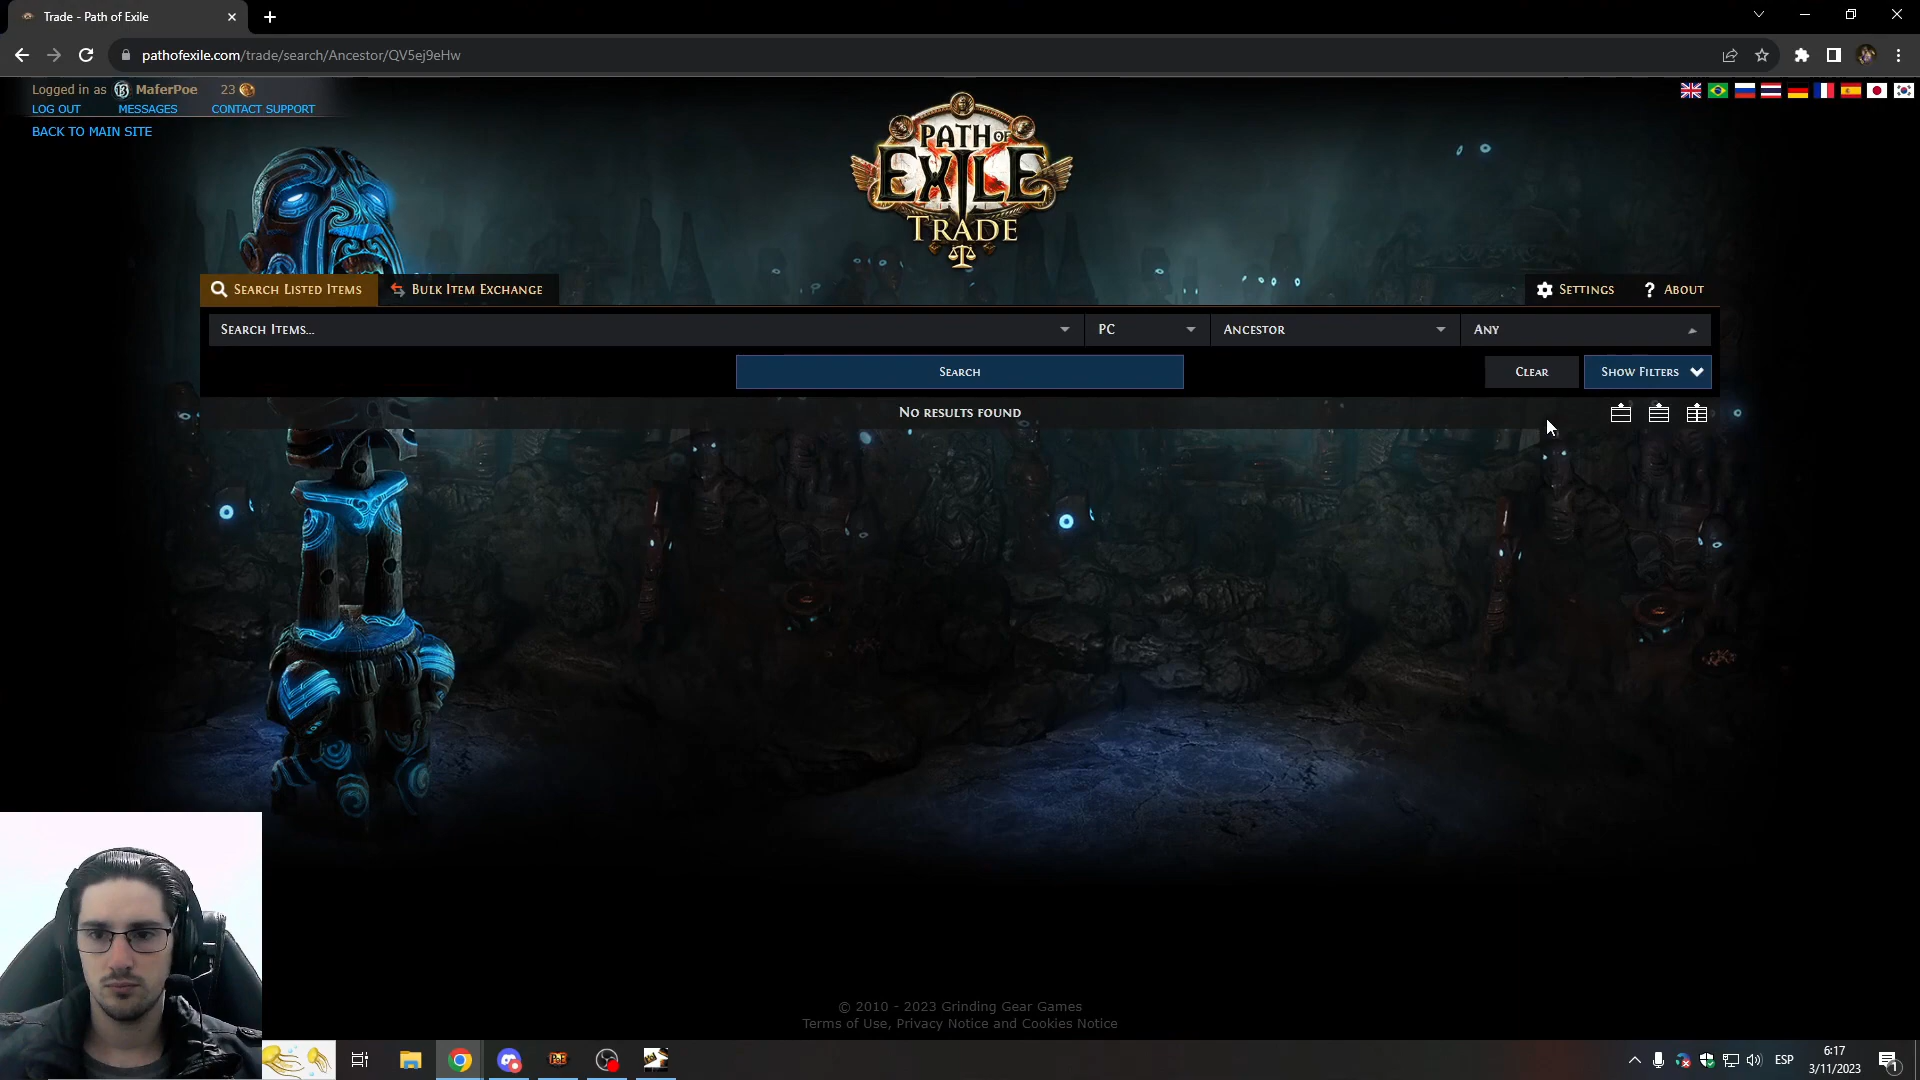 Trade - Path of Exile
pathofexile.com/trade/search/Ancestor/QV5ej9eHw
Logged in as 13 MaferPoe 23
LOG OUT MESSAGES CONTACT SUPPORT
BACK TO MAIN SITE
PATH OF
EXILE
TRADE
Search Listed Items
Bulk Item Exchange
Settings
? About
Search Items...
PC
Ancestor
Any
Search
Clear
Show Filters
No results found
© 2010 - 2023 Grinding Gear Games
Terms of Use, Privacy Notice and Cookies Notice
PoE
ESP
6:17
3/11/2023
1